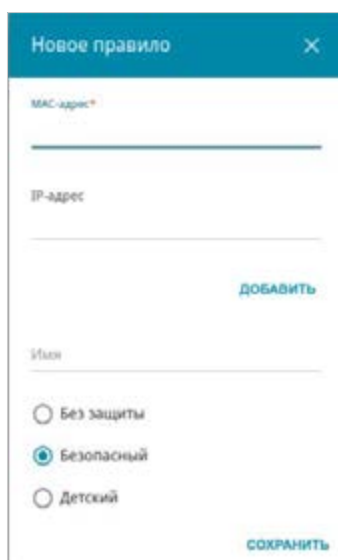 Новое правило
MAC-адрес*
IP-адрес
ДОБАВИТЬ
Имя
Без защиты
Безопасный
Детский
СОХРАНИТЬ